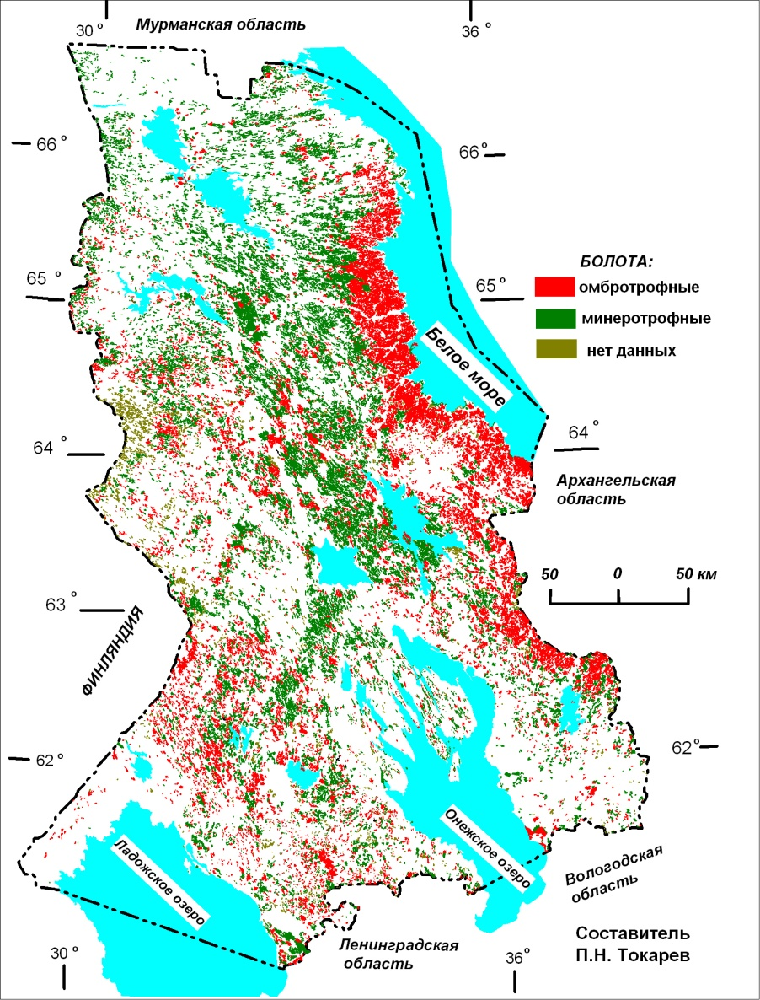 30 º
Мурманская область
36 º
66 º
66 º
БОЛОТА:
65 º
65 º
омбротрофные
минеротрофные
нет данных
Белое море
64 º
64 º
Архангельская
область
50 0 50 км
63 º
ФИНЛЯНДИЯ
62 º
62 º
Онежское озеро
Ладожское озеро
Вологодская
область
Составитель
П.Н. Токарев
Ленинградская
область
30 º
36 º